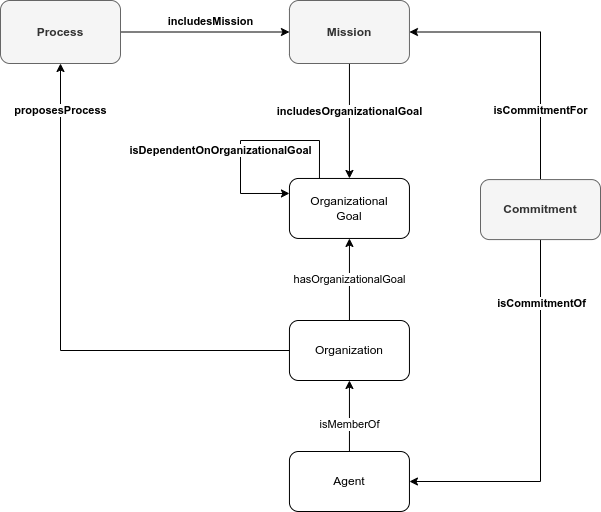 Process
includesMission
Mission
proposesProcess
includesOrganizationalGoal
isCommitmentFor
isDependentOnOrganizationalGoal
Organizational
Goal
Commitment
hasOrganizationalGoal
isCommitmentOf
Organization
isMemberOf
Agent